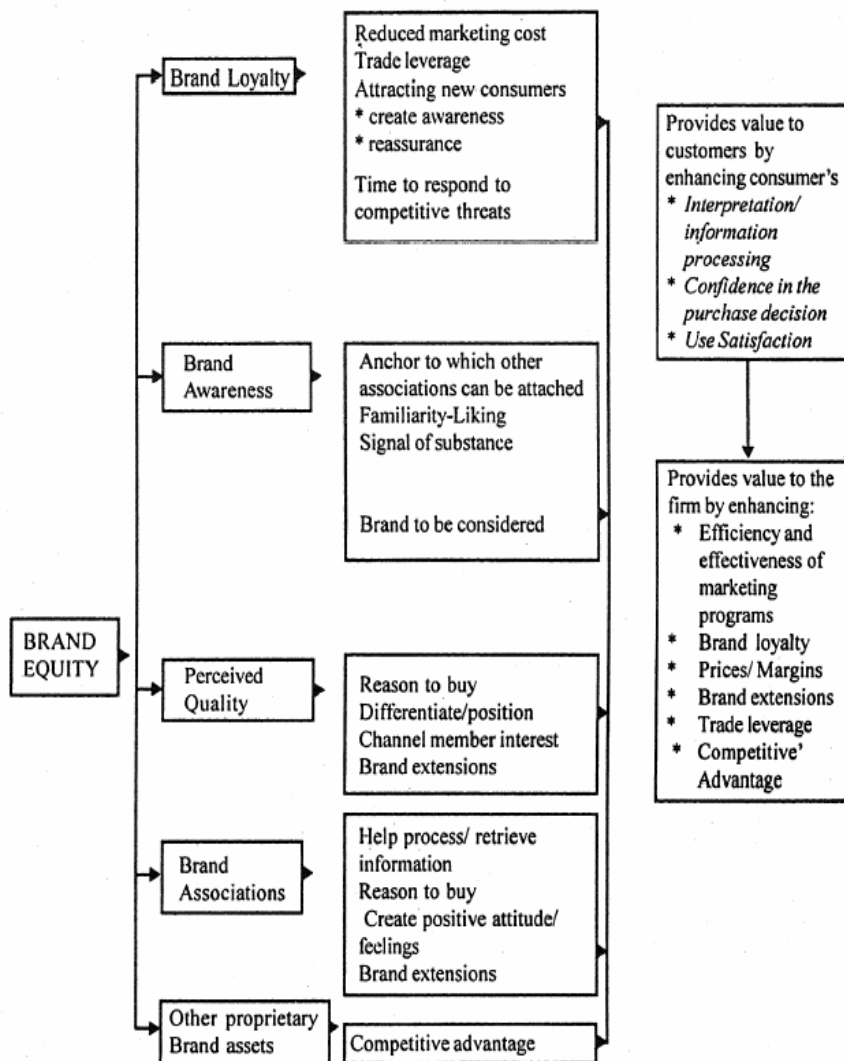 Brand Loyalty
Reduced marketing cost
Trade leverage
Attracting new consumers
* create awareness
* reassurance
Time to respond to
competitive threats
Provides value to
customers by
enhancing consumer's
* Interpretation/
information
processing
* Confidence in the
purchase decision
* Use Satisfaction
Brand
Awareness
Anchor to which other
associations can be attached
Familiarity-Liking
Signal of substance
Brand to be considered
Provides value to the
firm by enhancing:
* Efficiency and
effectiveness of
marketing
programs
* Brand loyalty
* Prices/ Margins
* Brand extensions
* Trade leverage
* Competitive'
Advantage
BRAND
EQUITY
Perceived
Quality
Reason to buy
Differentiate/position
Channel member interest
Brand extensions
Brand
Associations
Help process/ retrieve
information
Reason to buy
Create positive attitude/
feelings
Brand extensions
Other proprietary
Brand assets
Competitive advantage